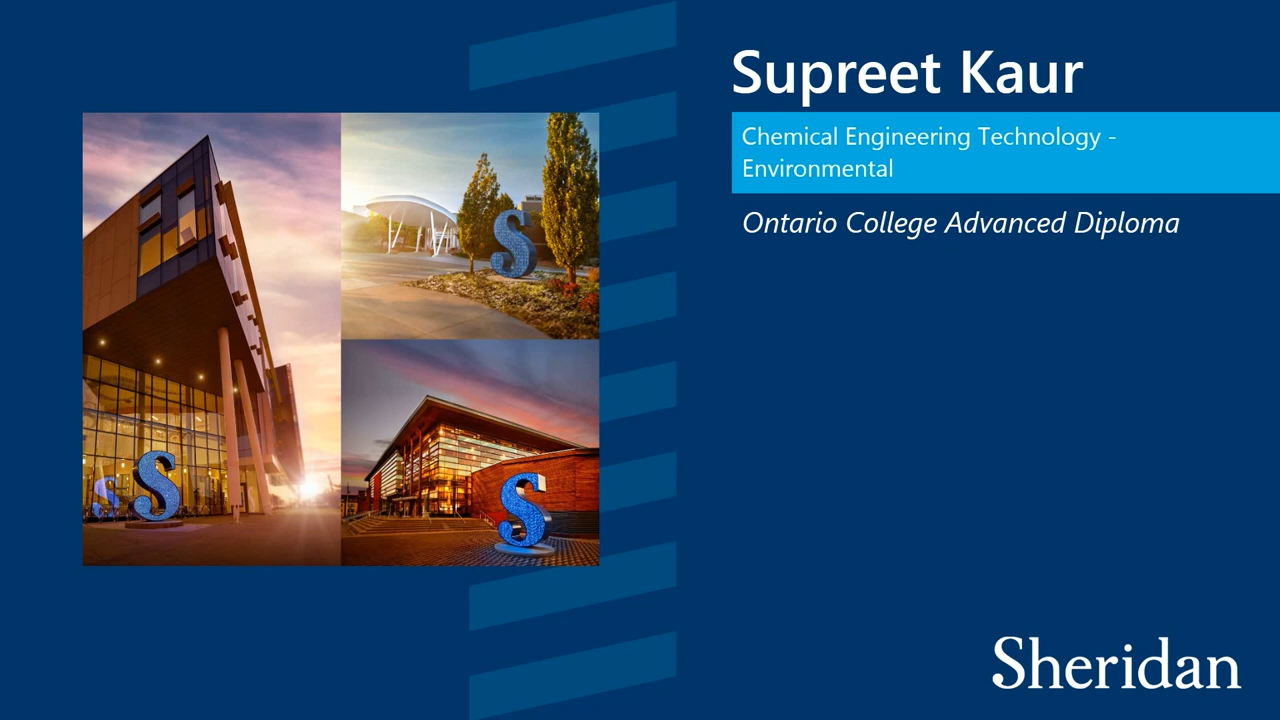 Supreet Kaur
Chemical Engineering Technology -
Environmental
Ontario College Advanced Diploma
S
S
S
Sheridan